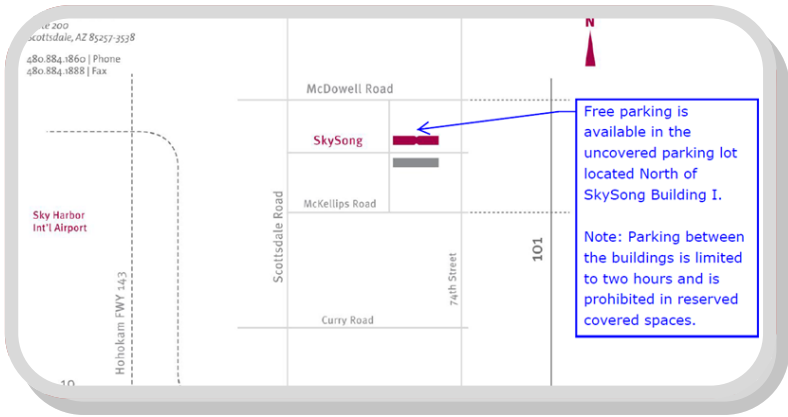 Scottsdale, AZ 85257-3538
480.884.1860 | Phone
480.884.1888 | Fax
N
McDowell Road
SkySong
McKellips Road
Scottsdale Road
74th Street
101
Curry Road
Hohokam FWY 143
Sky Harbor
Int'l Airport
Free parking is
available in the
uncovered parking lot
located North of
SkySong Building I.
Note: Parking between
the buildings is limited
to two hours and is
prohibited in reserved
covered spaces.